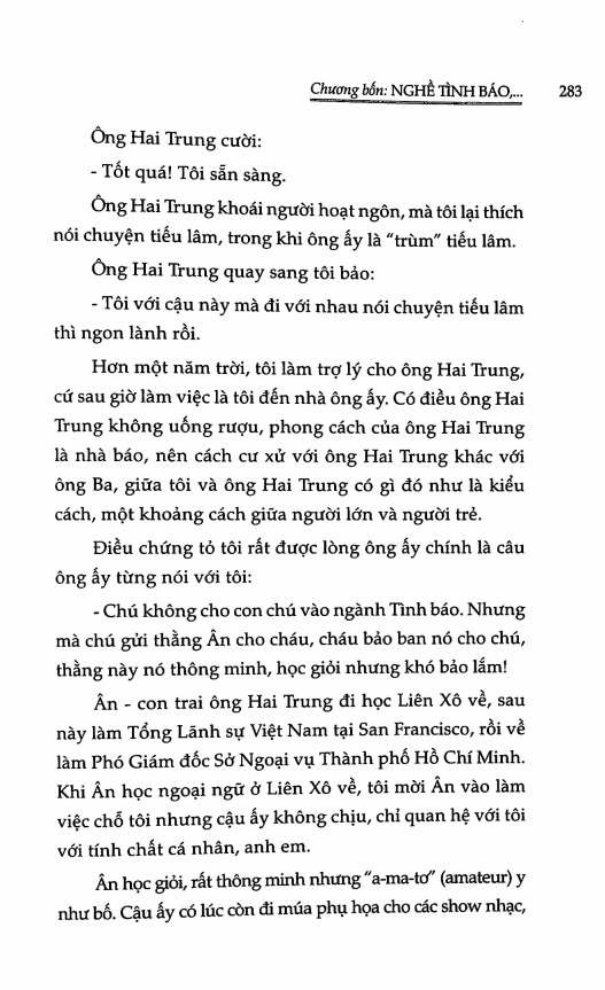 Chương bốn: NGHỀ TÌNH BÁO,... 283
Ông Hai Trung cười:
- Tốt quá! Tôi sẵn sàng.
Ông Hai Trung khoái người hoạt ngôn, mà tôi lại thích
nói chuyện tiếu lâm, trong khi ông ấy là “trùm” tiếu lâm.
Ông Hai Trung quay sang tôi bảo:
- Tôi với cậu này mà đi với nhau nói chuyện tiếu lâm
thì ngon lành rồi.
Hơn một năm trời, tôi làm trợ lý cho ông Hai Trung,
cứ sau giờ làm việc là tôi đến nhà ông ấy. Có điều ông Hai
Trung không uống rượu, phong cách của ông Hai Trung
là nhà báo, nên cách cư xử với ông Hai Trung khác với
ông Ba, giữa tôi và ông Hai Trung có gì đó như là kiểu
cách, một khoảng cách giữa người lớn và người trẻ.
Điều chứng tỏ tôi rất được lòng ông ấy chính là câu
ông ấy từng nói với tôi:
- Chú không cho con chú vào ngành Tình báo. Nhưng
mà chú gửi thằng Ân cho cháu, cháu bảo ban nó cho chú,
thằng này nó thông minh, học giỏi nhưng khó bảo lắm!
Ân - con trai ông Hai Trung đi học Liên Xô về, sau
này làm Tổng Lãnh sự Việt Nam tại San Francisco, rồi về
làm Phó Giám đốc Sở Ngoại vụ Thành phố Hồ Chí Minh.
Khi Ân học ngoại ngữ ở Liên Xô về, tôi mời Ân vào làm
việc chỗ tôi nhưng cậu ấy không chịu, chỉ quan hệ với tôi
với tính chất cá nhân, anh em.
Ân học giỏi, rất thông minh nhưng “a-ma-tơ” (amateur) y
như bố. Cậu ấy có lúc còn đi múa phụ họa cho các show nhạc,